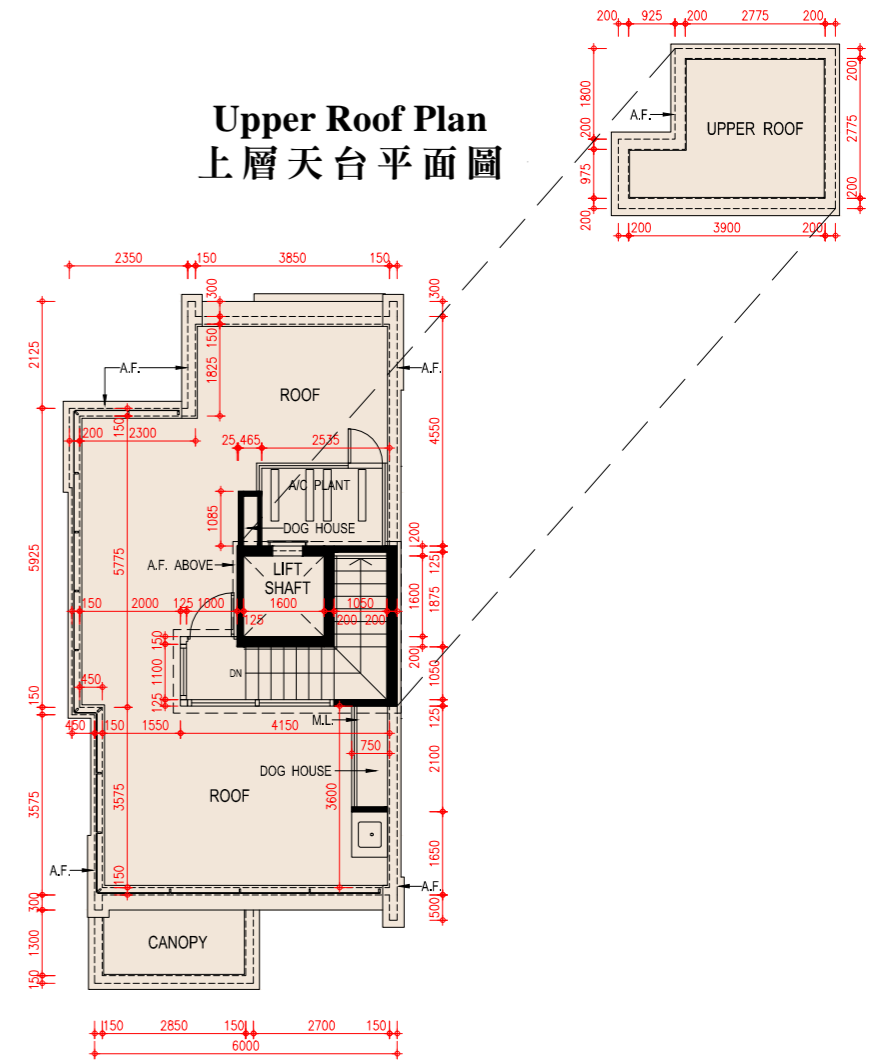 200 925 200 2775 200
1800
200
975
200
A.F.
UPPER ROOF
200
2775
200
200 3900 200
Upper Roof Plan
上層天台平面圖
2350 150 3850 150
300
300
2125
150
1825
A.F.
A.F.
ROOF
4550
150
200 2300
25 465 2535
A/C PLANT
1085
DOG HOUSE
200
5925
5775
A.F. ABOVE
LIFT
SHAFT
125
1600
1875
150 2000 125 1000 1600 1050
125
200 200
150
1100
125
DN
200
1050
450
150
450 150 1550 4150
M.L.
125
750
2100
DOG HOUSE
ROOF
3575
3575
3600
1650
A.F.
150
A.F.
300
500
CANOPY
1300
150
150 2850 150 2700 150
6000